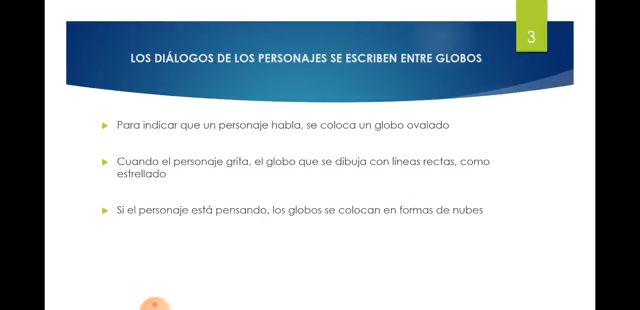 3
LOS DIÁLOGOS DE LOS PERSONAJES SE ESCRIBEN ENTRE GLOBOS
Para indicar que un personaje habla, se coloca un globo ovalado
Cuando el personaje grita, el globo que se dibuja con líneas rectas, como
estrellado
Si el personaje está pensando, los globos se colocan en formas de nubes